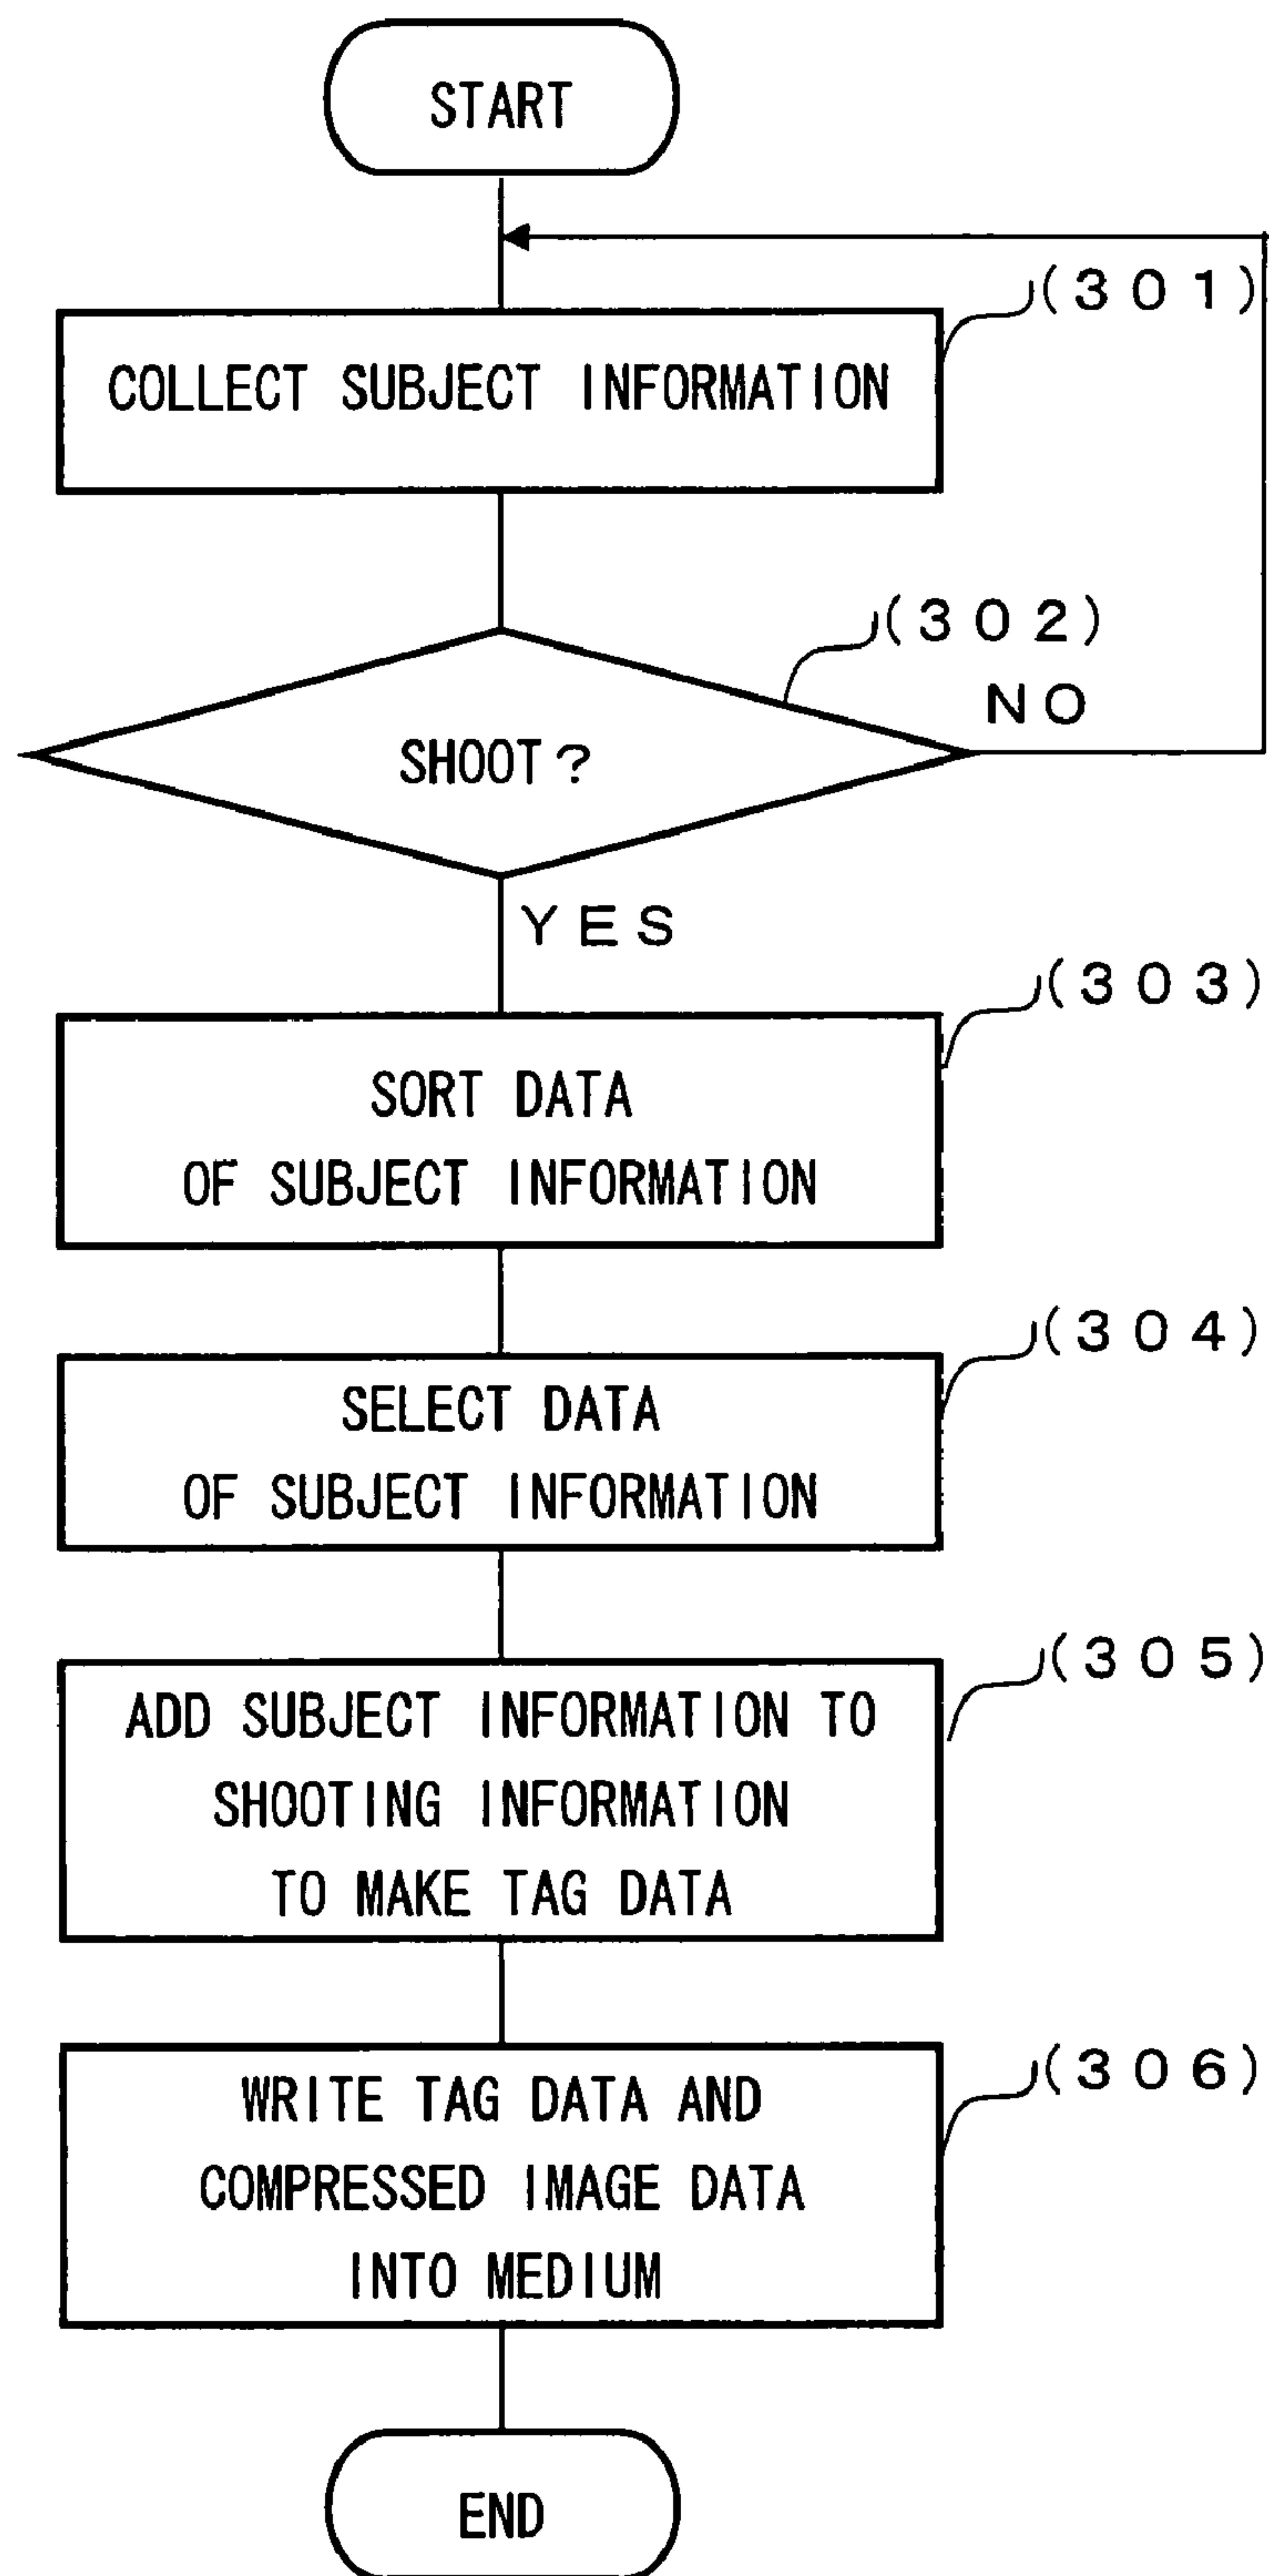 START
(301)
COLLECT SUBJECT INFORMATION
(302)
NO
SHOOT?
YES
(303)
SORT DATA
OF SUBJECT INFORMATION
(304)
SELECT DATA
OF SUBJECT INFORMATION
(305)
ADD SUBJECT INFORMATION TO
SHOOTING INFORMATION
TO MAKE TAG DATA
(306)
WRITE TAG DATA AND
COMPRESSED IMAGE DATA
INTO MEDIUM
END